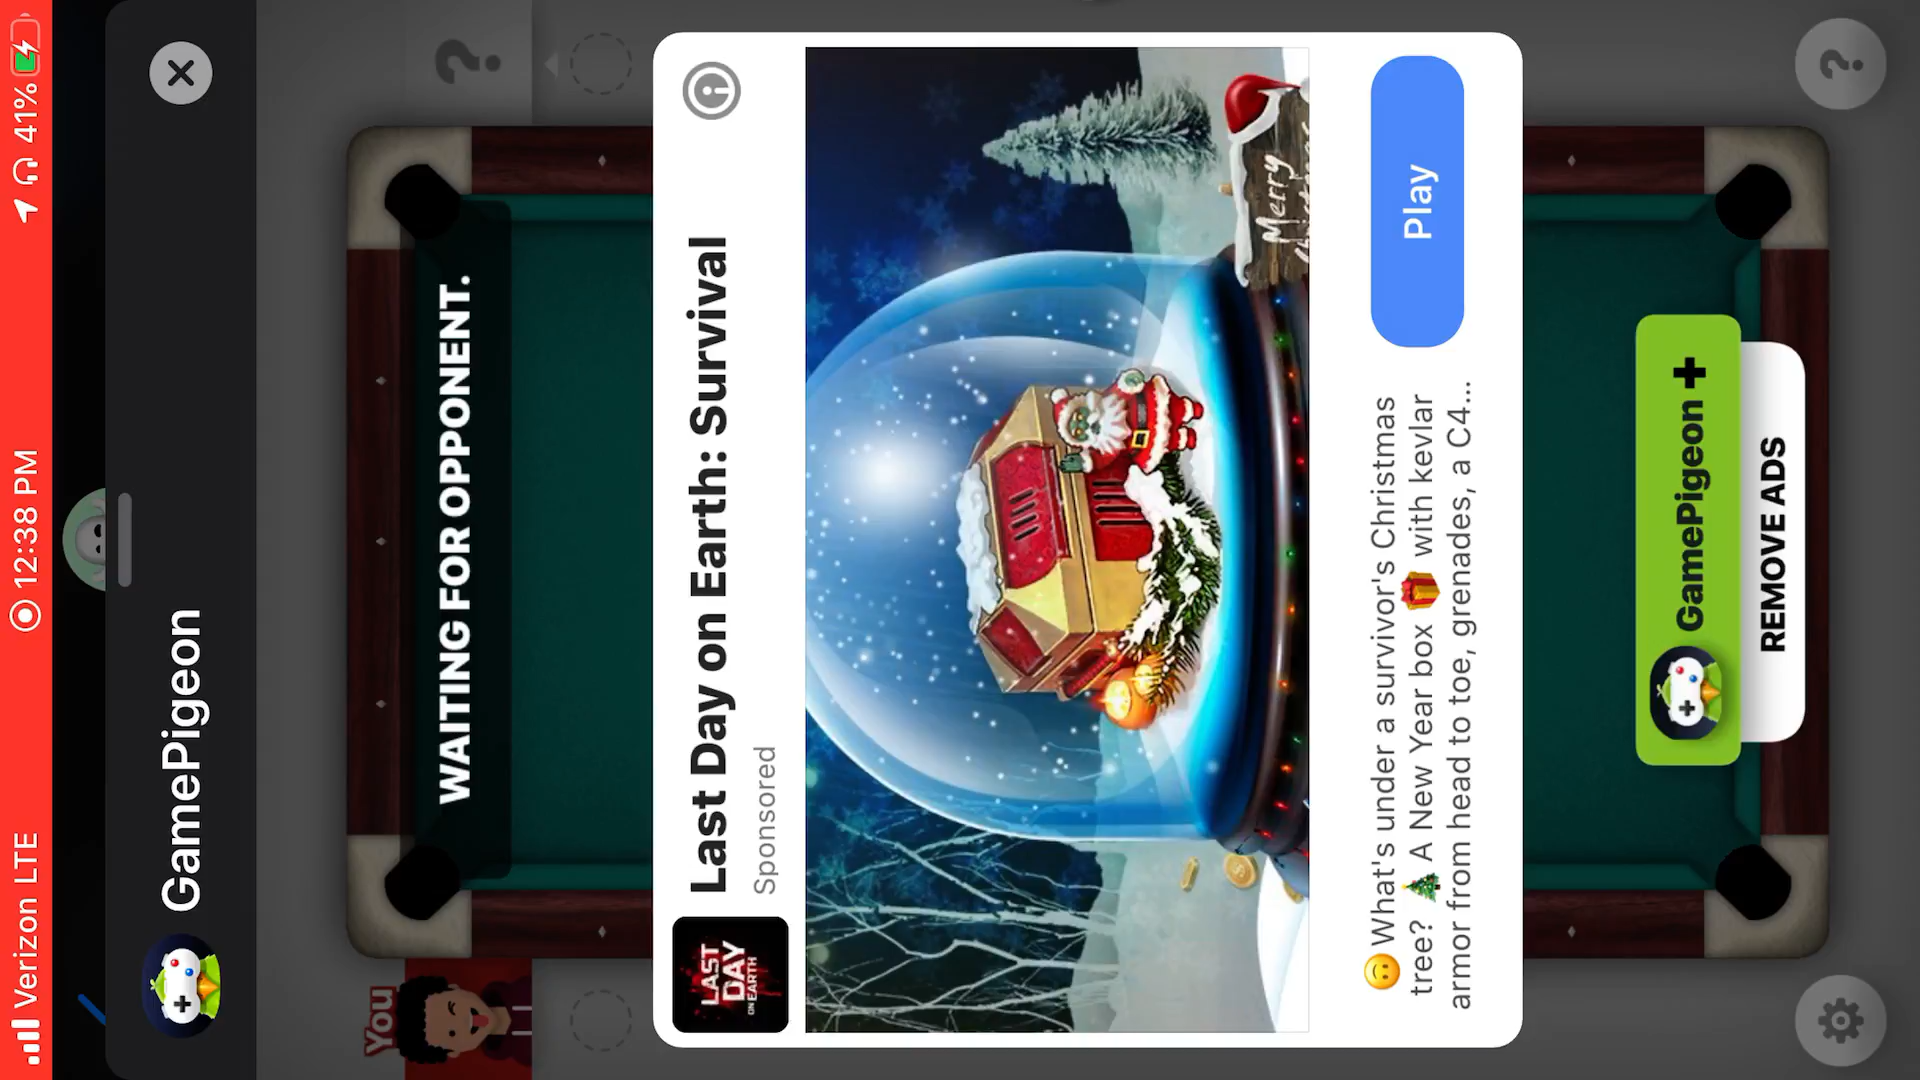 Verizon LTE 12:38 PM 41%
GamePigeon
You
?
WAITING FOR OPPONENT.
LAST
DAY
ON EARTH
Last Day on Earth: Survival
Sponsored
Merry
🙂 What's under a survivor's Christmas
tree? 🎄 A New Year box 🎁 with kevlar
armor from head to toe, grenades, a C4...
Play
GamePigeon +
REMOVE ADS
?